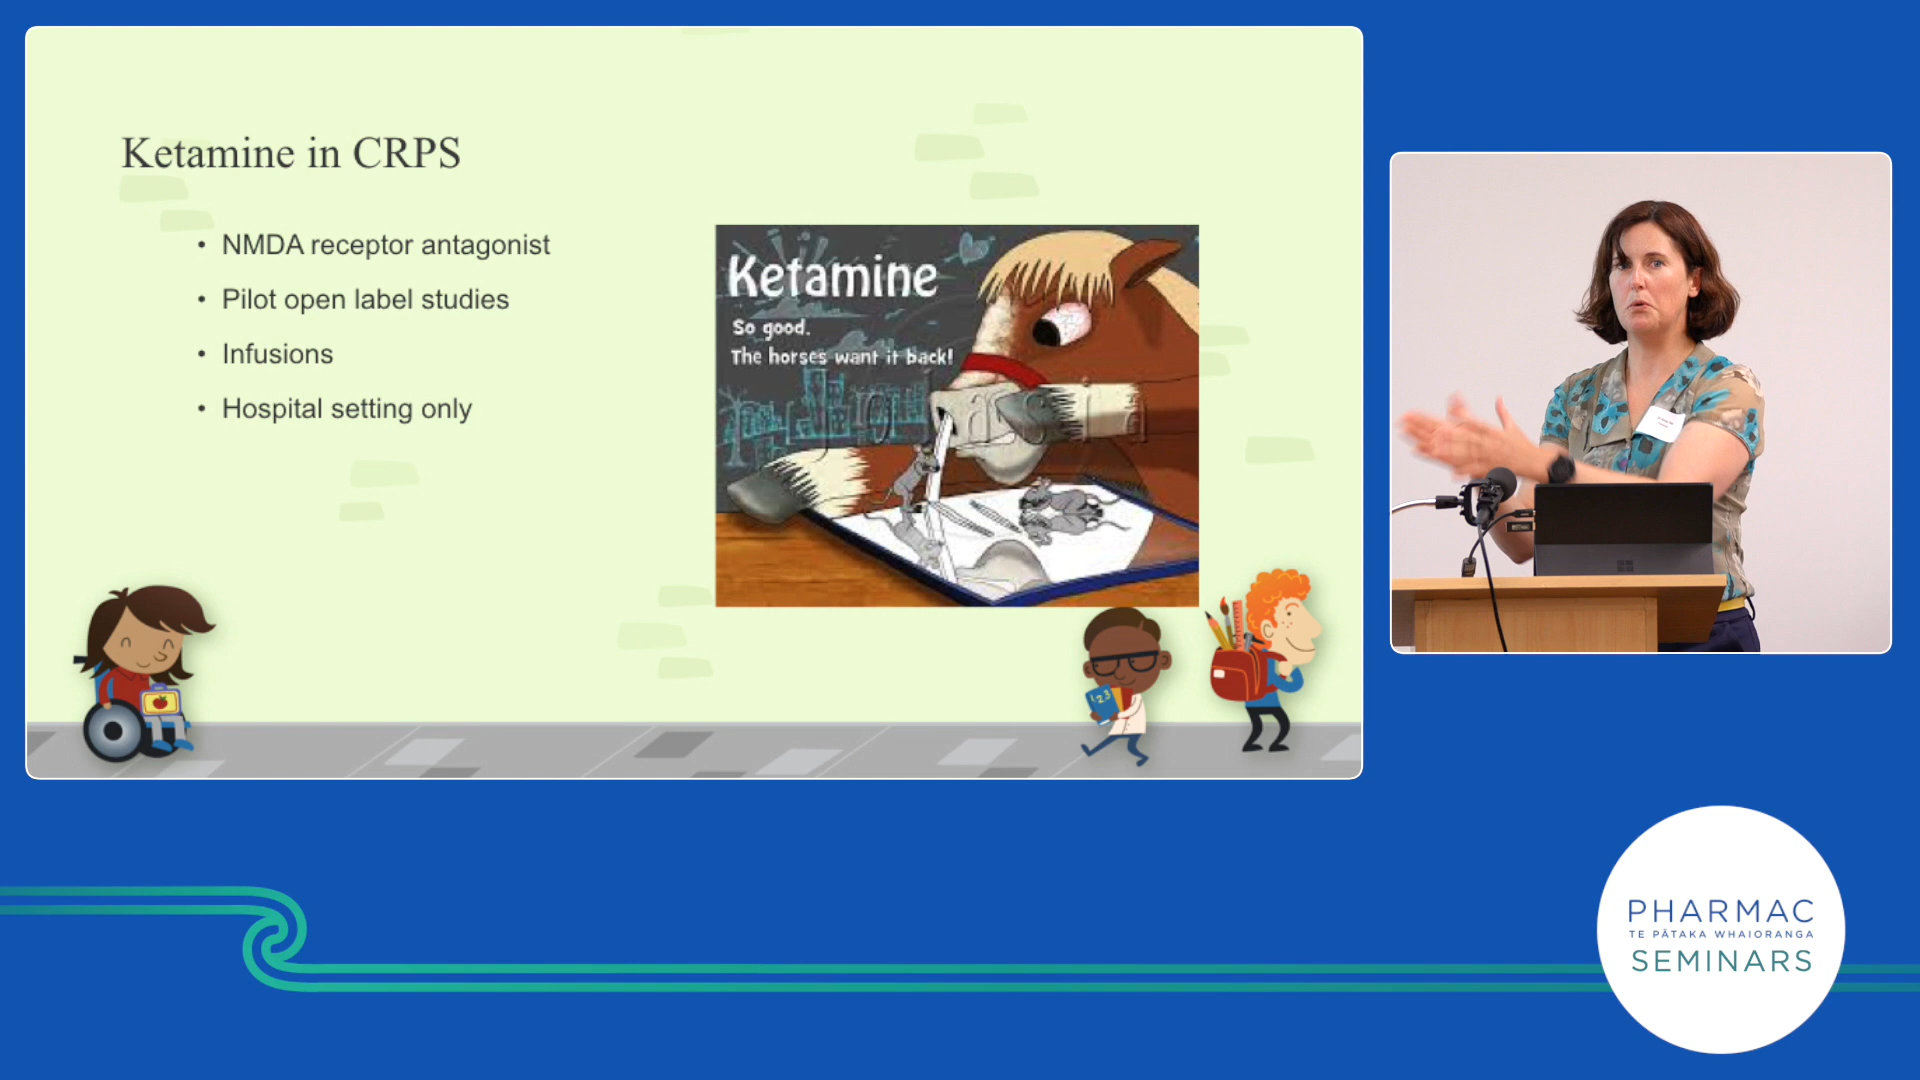 Ketamine in CRPS
• NMDA receptor antagonist
• Pilot open label studies
• Infusions
• Hospital setting only
Ketamine
So good.
The horses want it back!
123
PHARMAC
TE PĀTAKA WHAIORANGA
SEMINARS